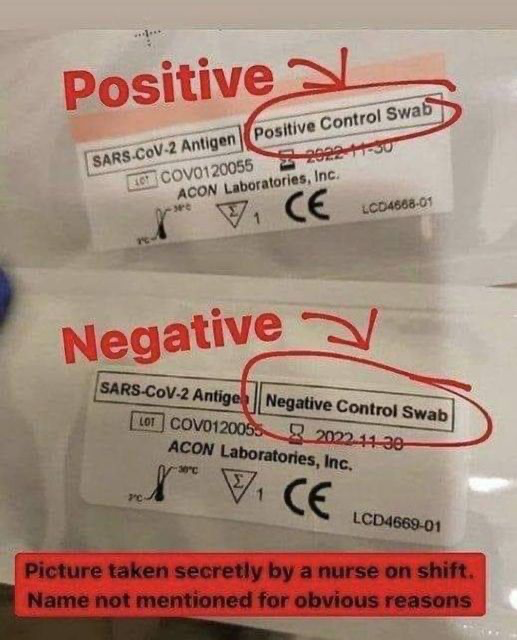 Positive
SARS-CoV-2 Antigen Positive Control Swab
LOT COV0120055 2022-11-30
ACON Laboratories, Inc.
2°C 30°C Σ 1 CE LCD4668-01
Negative
SARS-CoV-2 Antigen Negative Control Swab
LOT COV0120055 2022-11-30
ACON Laboratories, Inc.
2°C 30°C Σ 1 CE LCD4669-01
Picture taken secretly by a nurse on shift.
Name not mentioned for obvious reasons